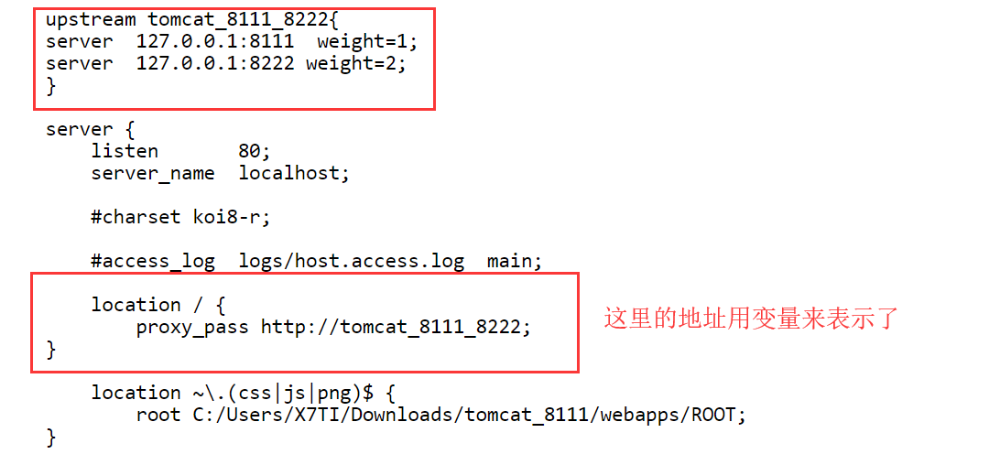 upstream tomcat_8111_8222{
server  127.0.0.1:8111  weight=1;
server  127.0.0.1:8222 weight=2;
}
server {
    listen       80;
    server_name  localhost;
    #charset koi8-r;
    #access_log  logs/host.access.log  main;
    location / {
        proxy_pass http://tomcat_8111_8222;
}
这里的地址用变量来表示了
    location ~\.(css|js|png)$ {
        root C:/Users/X7TI/Downloads/tomcat_8111/webapps/ROOT;
}